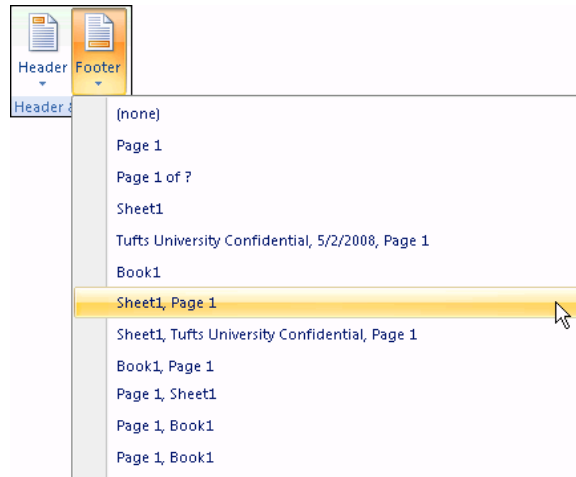 Header Footer
Header &
(none)
Page 1
Page 1 of ?
Sheet1
Tufts University Confidential, 5/2/2008, Page 1
Book1
Sheet1, Page 1
Sheet1, Tufts University Confidential, Page 1
Book1, Page 1
Page 1, Sheet1
Page 1, Book1
Page 1, Book1